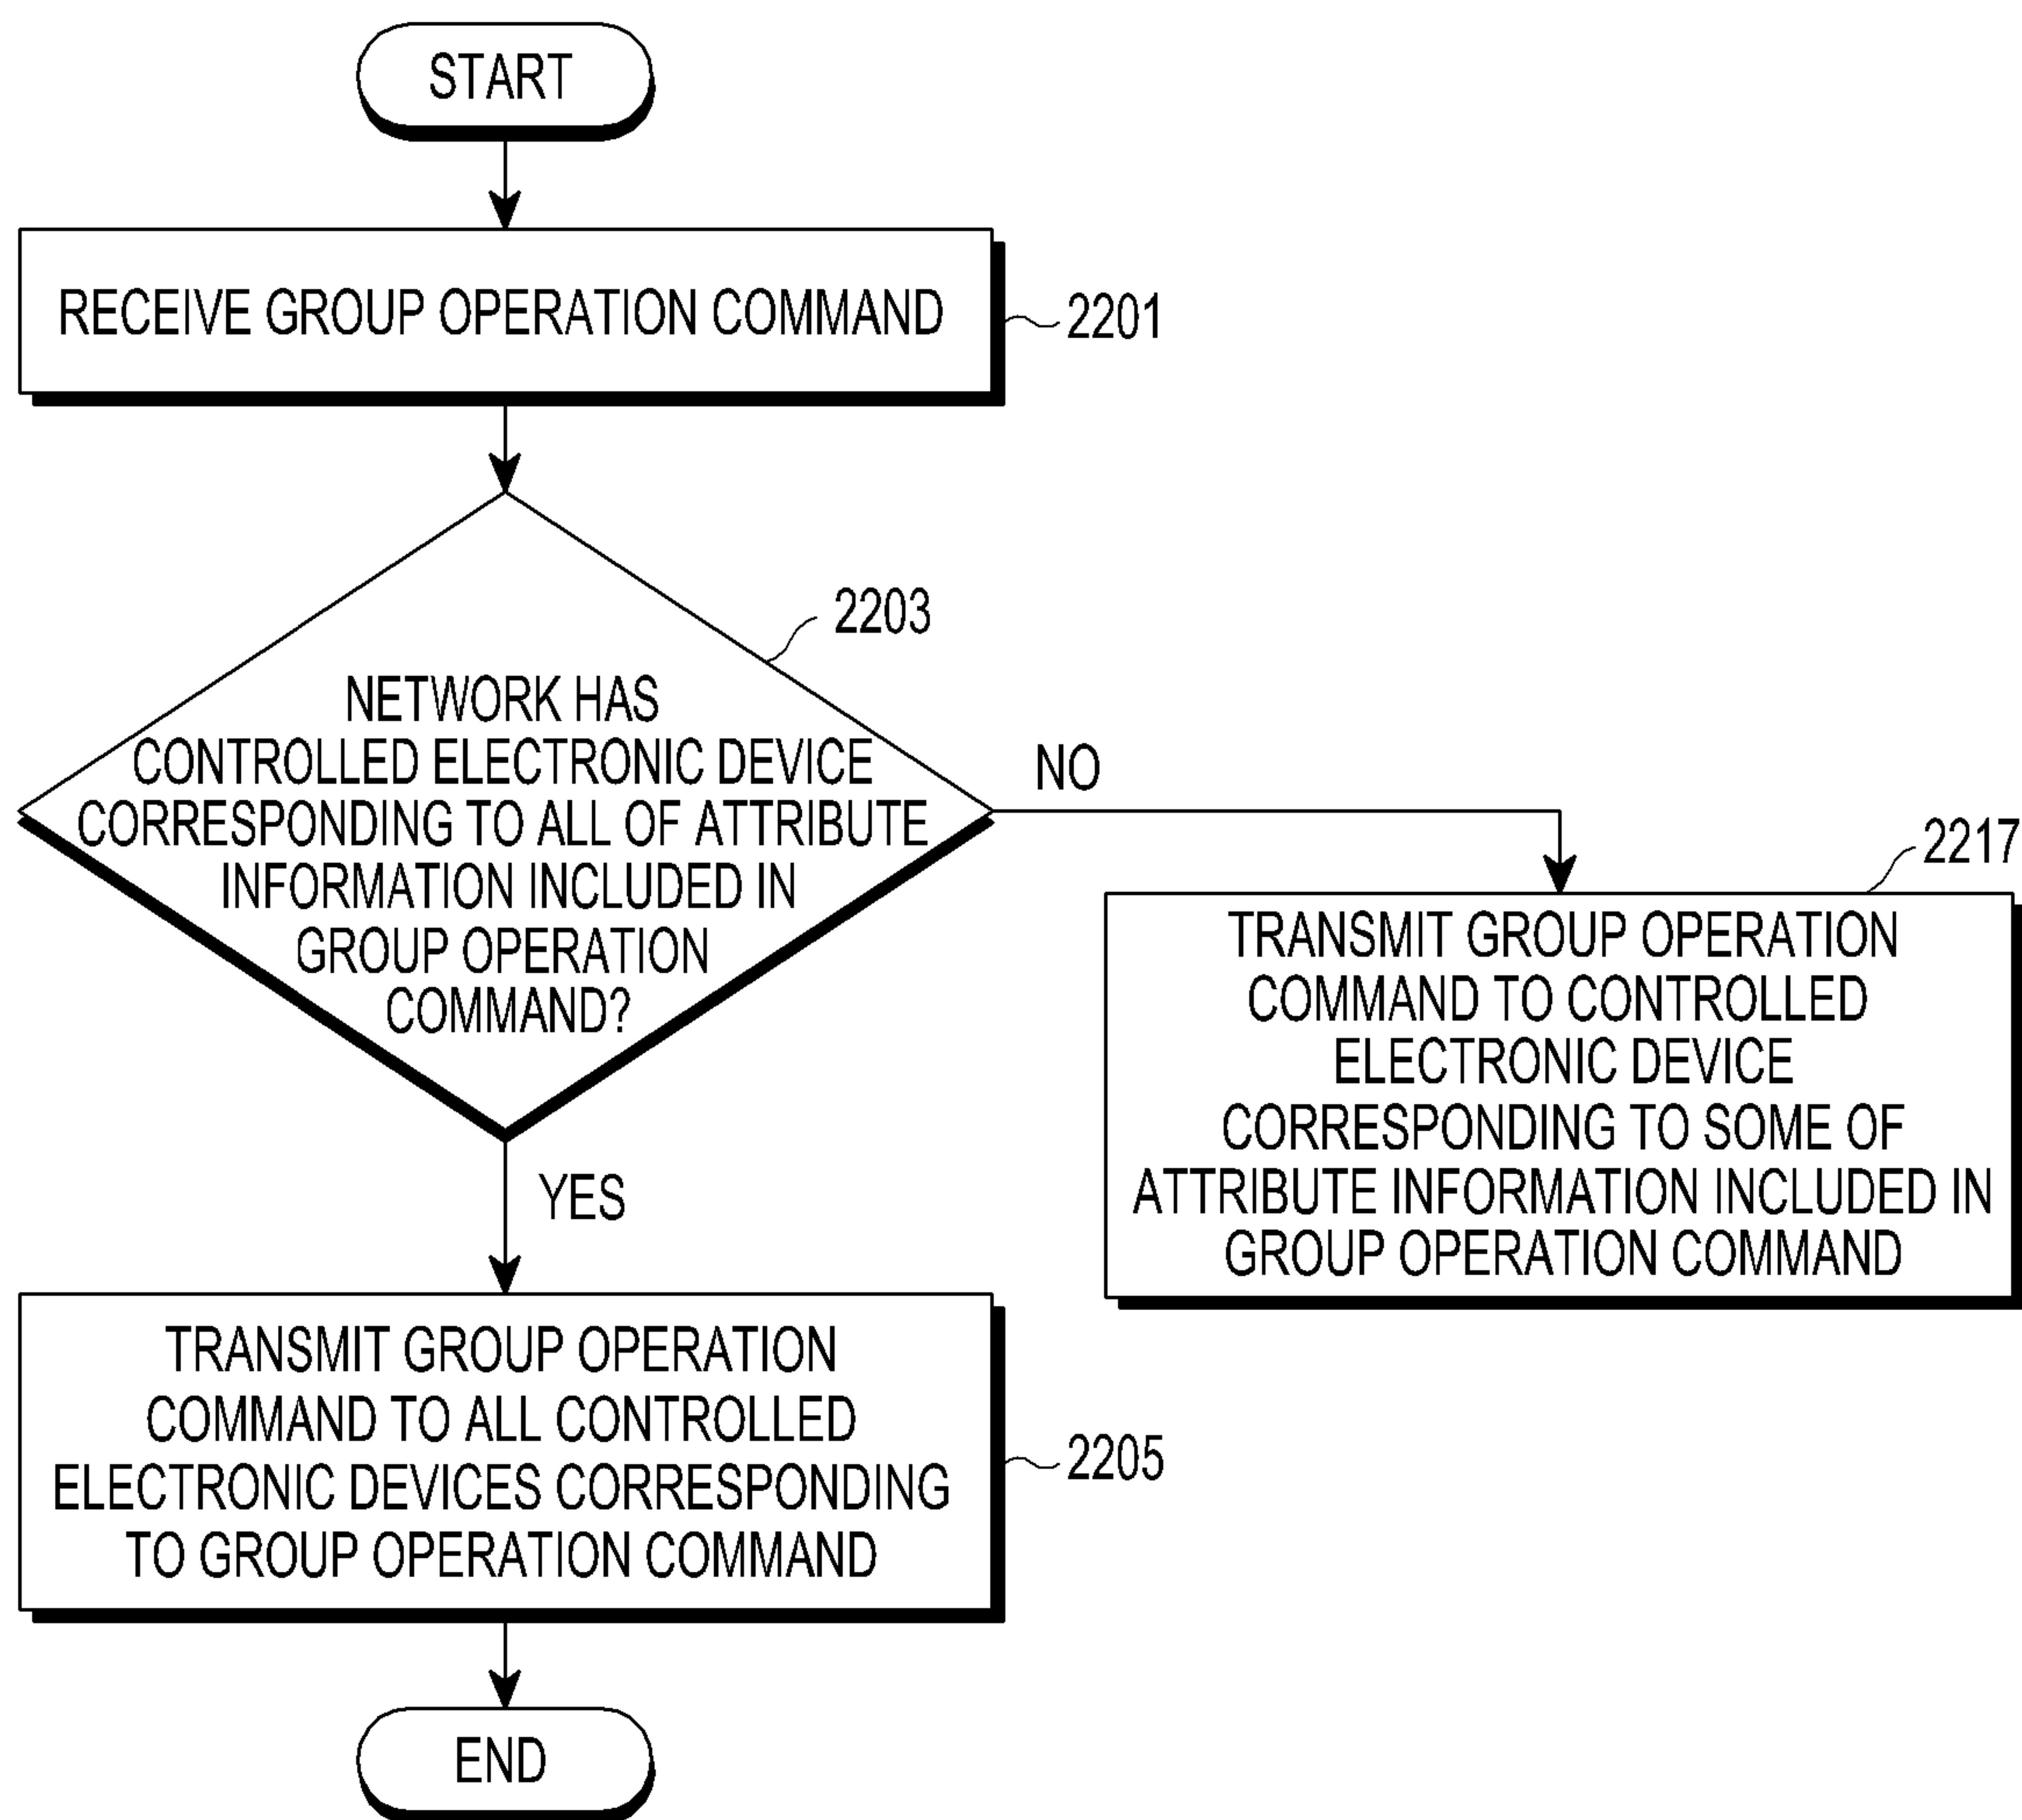 START
RECEIVE GROUP OPERATION COMMAND
2201
2203
NETWORK HAS
CONTROLLED ELECTRONIC DEVICE
CORRESPONDING TO ALL OF ATTRIBUTE
INFORMATION INCLUDED IN
GROUP OPERATION
COMMAND?
NO
2217
TRANSMIT GROUP OPERATION
COMMAND TO CONTROLLED
ELECTRONIC DEVICE
CORRESPONDING TO SOME OF
ATTRIBUTE INFORMATION INCLUDED IN
GROUP OPERATION COMMAND
YES
TRANSMIT GROUP OPERATION
COMMAND TO ALL CONTROLLED
ELECTRONIC DEVICES CORRESPONDING
TO GROUP OPERATION COMMAND
2205
END